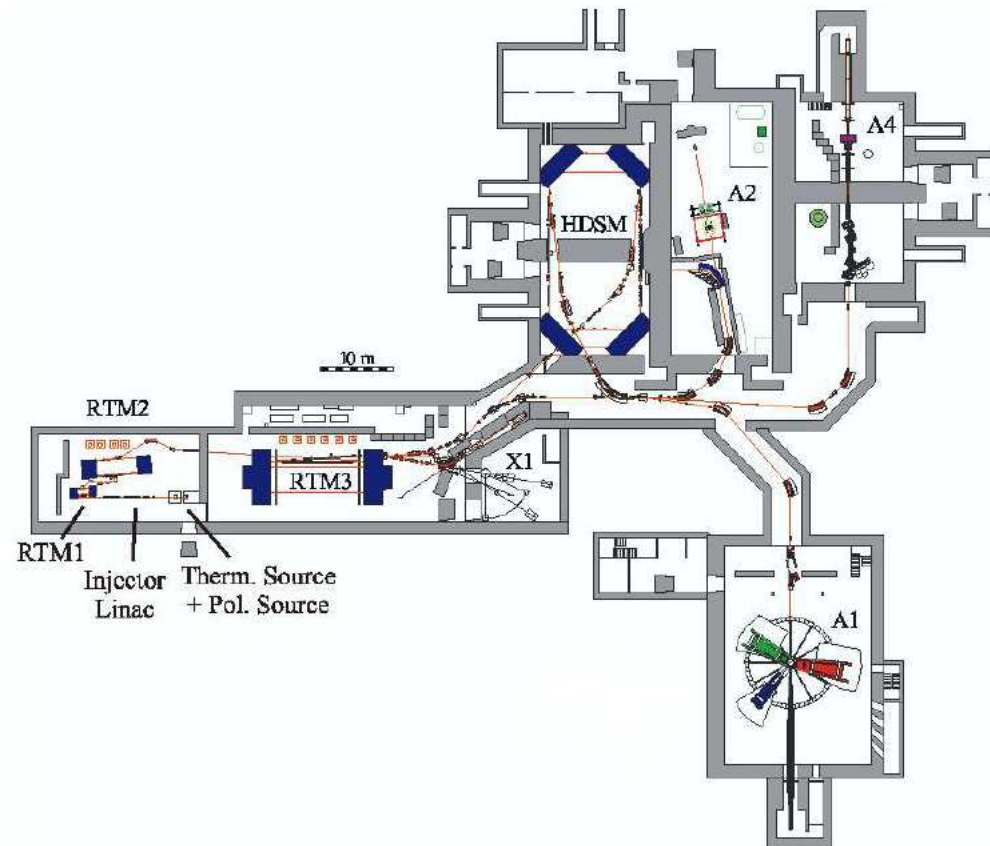 A4
A2
HDSM
10 m
RTM2
RTM3
X1
RTM1
Injector
Linac
Therm. Source
+ Pol. Source
A1